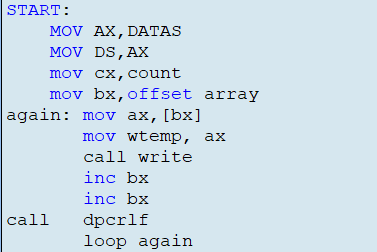 START:
MOV AX,DATAS
MOV DS,AX
mov cx,count
mov bx,offset array
again: mov ax,[bx]
mov wtemp, ax
call write
inc bx
inc bx
call dpcrlf
loop again